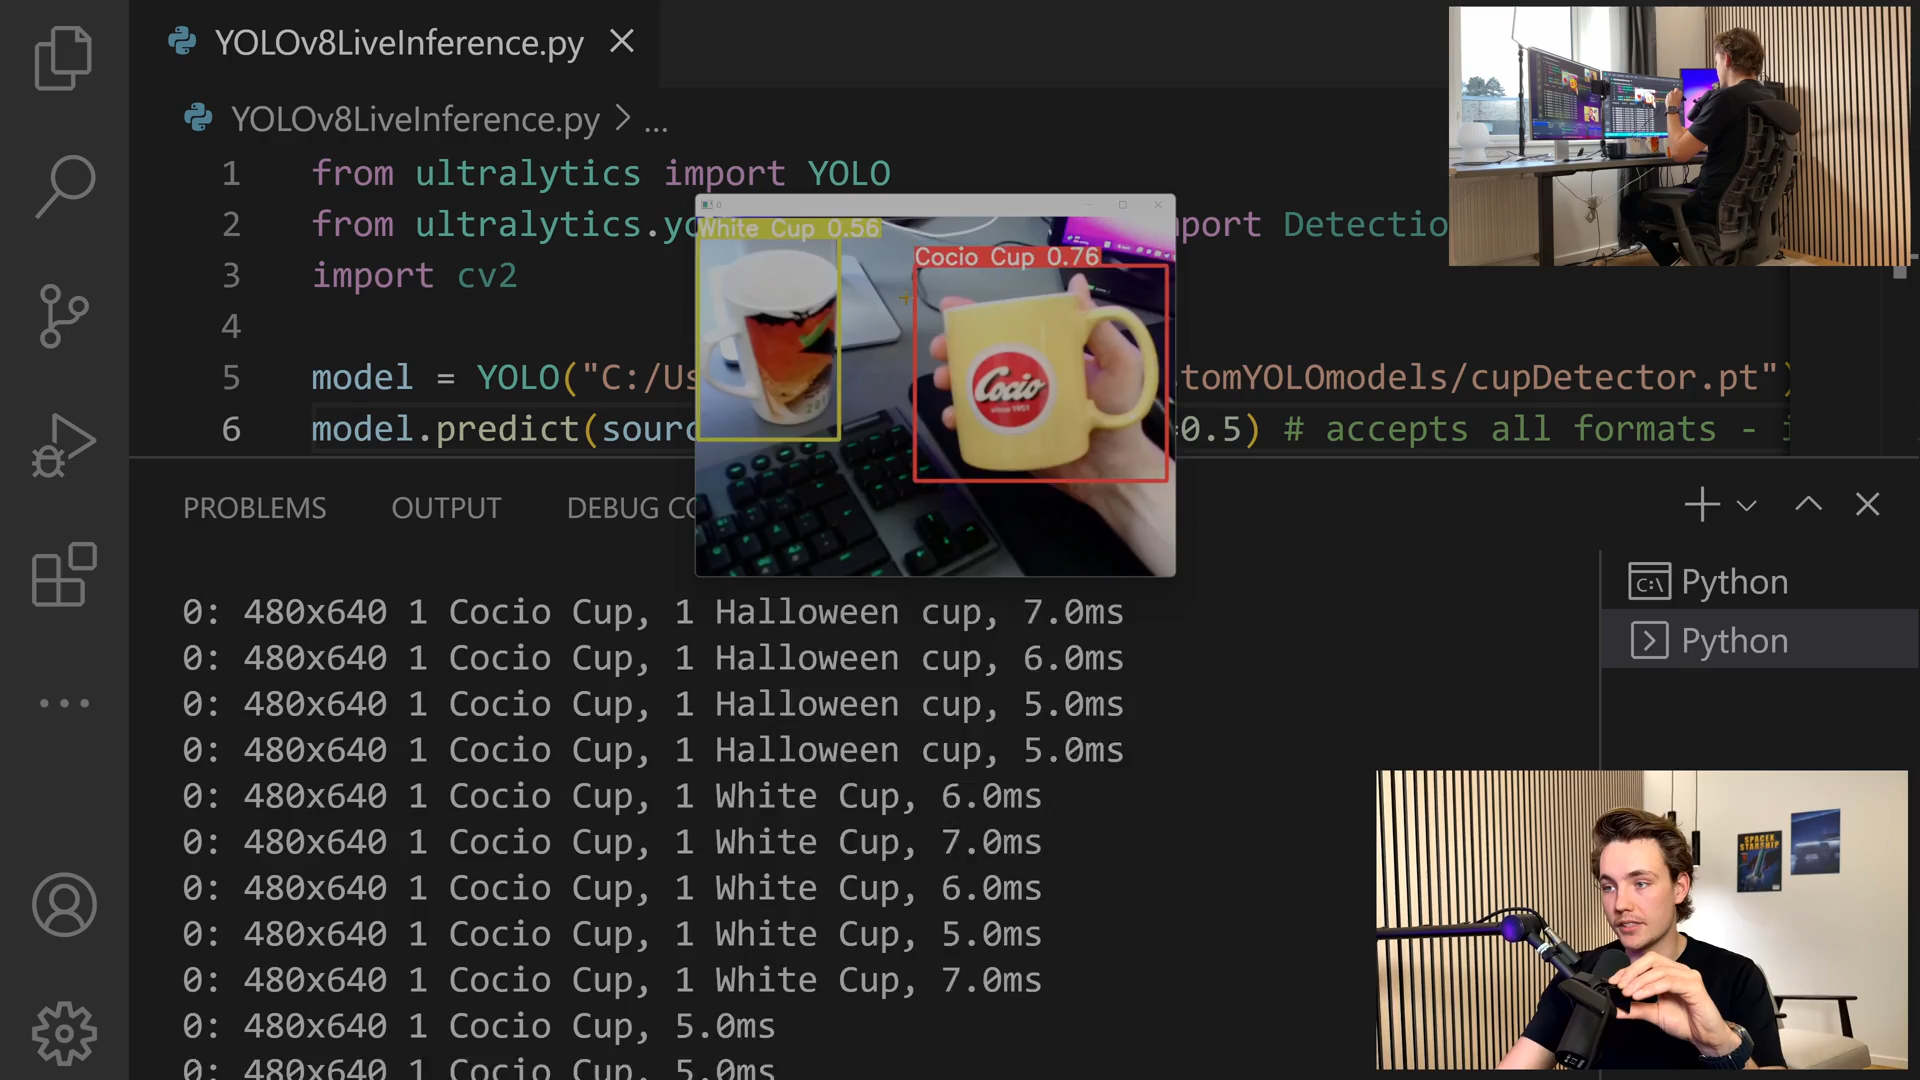 YOLOv8LiveInference.py
YOLOv8LiveInference.py > ...
1 from ultralytics import YOLO
2 from ultralytics. port Detectio
3 import cv2
4
5 model = YOLO("C:/Us tomYOLOmodels/cupDetector.pt")
6 model.predict(sourc 0.5) # accepts all formats -
0
White Cup 0.56
Cocio Cup 0.76
Cocio
since 1951
PROBLEMS OUTPUT DEBUG CO
0: 480x640 1 Cocio Cup, 1 Halloween cup, 7.0ms
0: 480x640 1 Cocio Cup, 1 Halloween cup, 6.0ms
0: 480x640 1 Cocio Cup, 1 Halloween cup, 5.0ms
0: 480x640 1 Cocio Cup, 1 Halloween cup, 5.0ms
0: 480x640 1 Cocio Cup, 1 White Cup, 6.0ms
0: 480x640 1 Cocio Cup, 1 White Cup, 7.0ms
0: 480x640 1 Cocio Cup, 1 White Cup, 6.0ms
0: 480x640 1 Cocio Cup, 1 White Cup, 5.0ms
0: 480x640 1 Cocio Cup, 1 White Cup, 7.0ms
0: 480x640 1 Cocio Cup, 5.0ms
0: 480x640 1 Cocio Cup, 5.0ms
Python
Python
SPACEX
STARSHIP